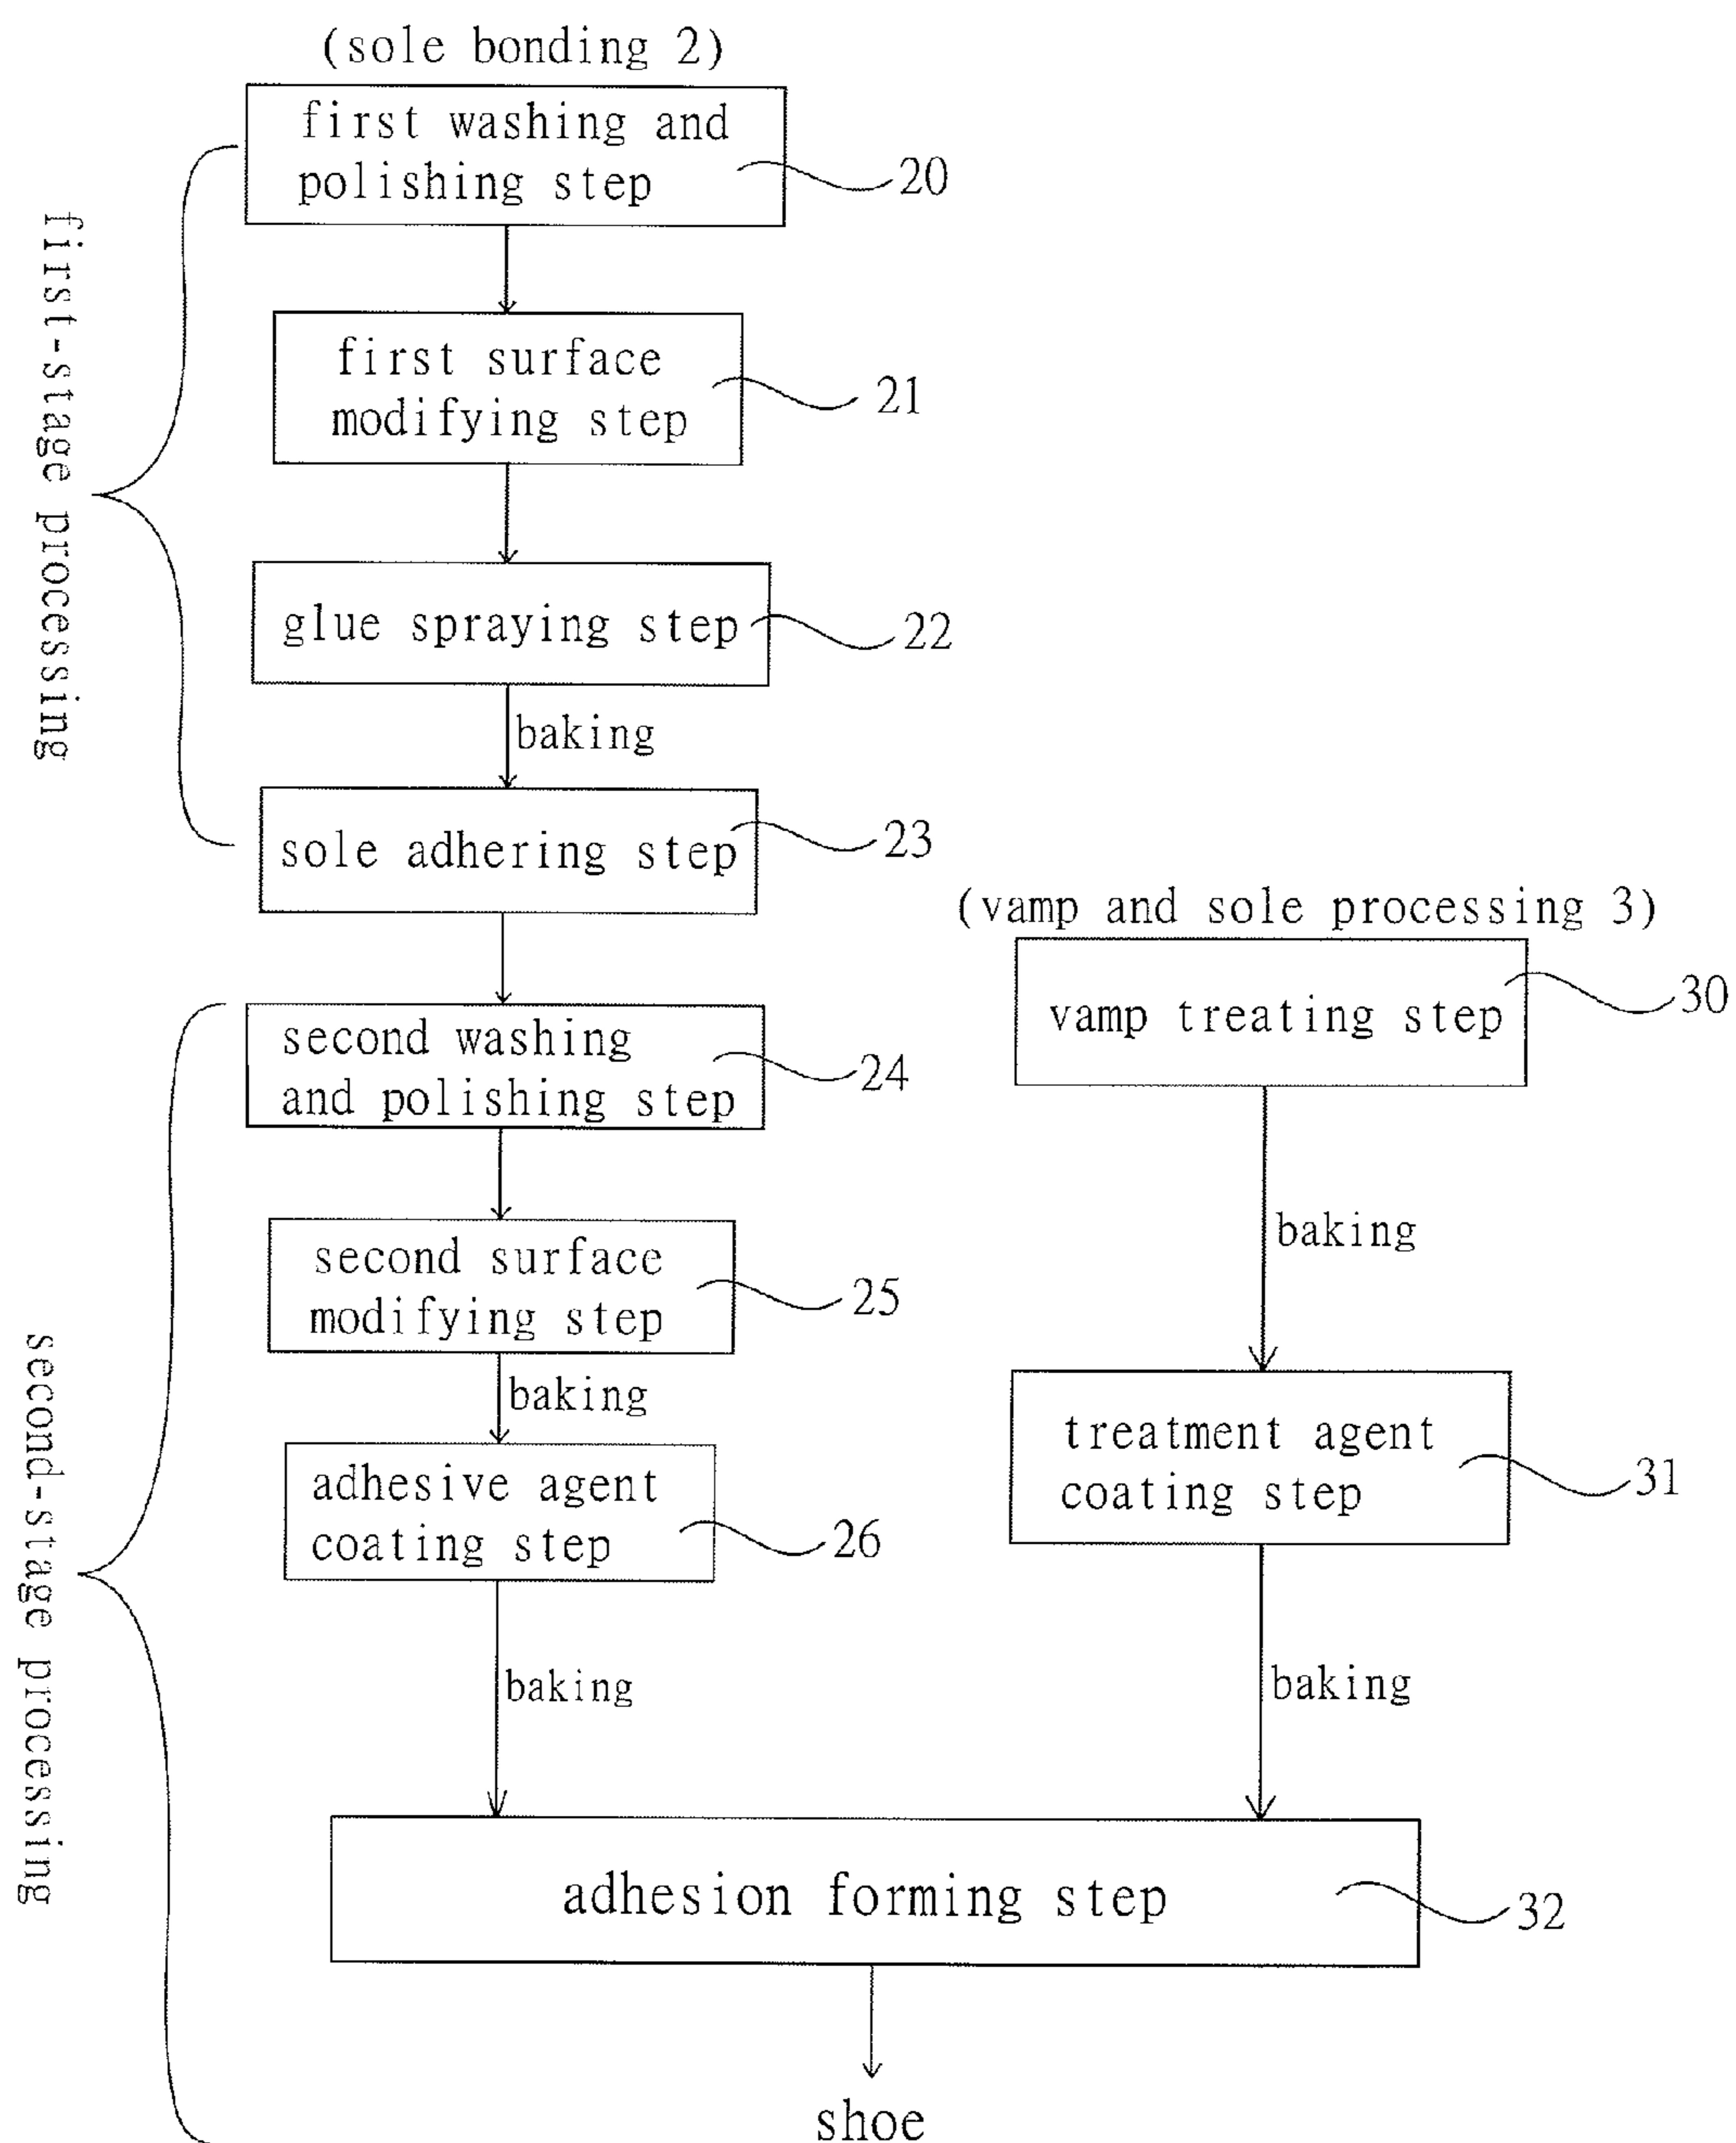 (sole bonding 2)
first washing and
polishing step
20
first-stage processing
first surface
modifying step
21
glue spraying step
22
baking
sole adhering step
23
(vamp and sole processing 3)
vamp treating step
30
second washing
and polishing step
24
baking
second surface
modifying step
25
baking
second-stage processing
treatment agent
coating step
31
adhesive agent
coating step
26
baking
baking
adhesion forming step
32
shoe